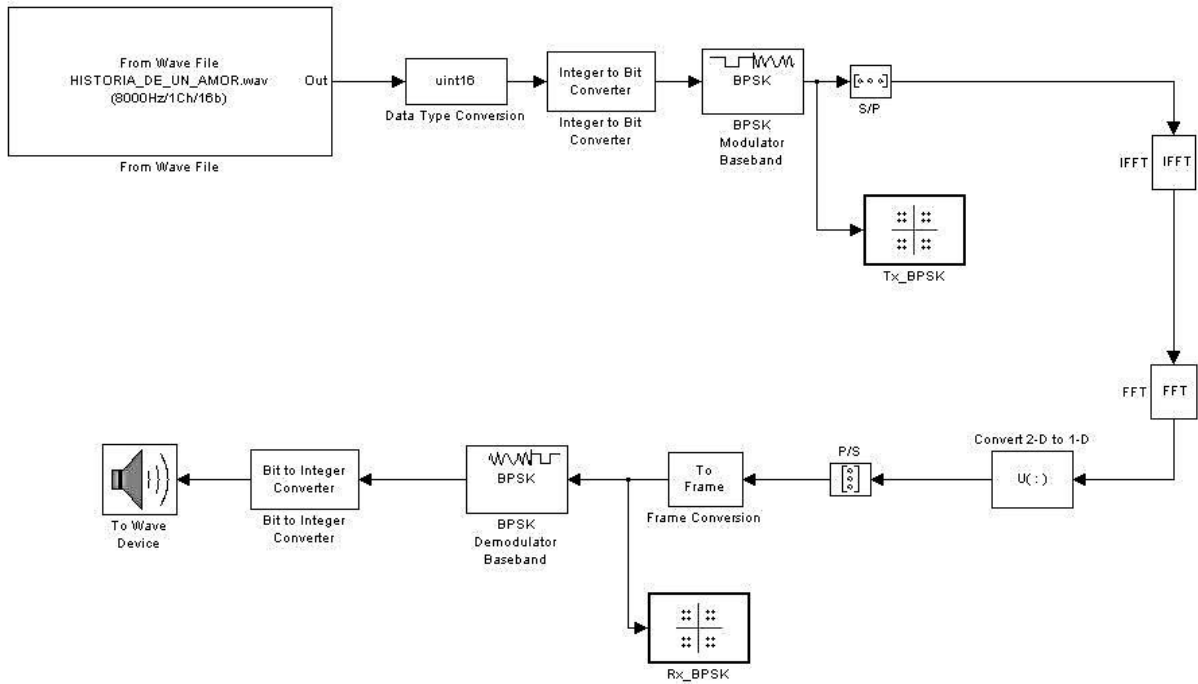 From Wave File
HISTORIA_DE_UN_AMOR.wav
(8000Hz/1Ch/16b)
Out
From Wave File
uint16
Data Type Conversion
Integer to Bit
Converter
Integer to Bit
Converter
BPSK
BPSK
Modulator
Baseband
S/P
IFFT
IFFT
Tx_BPSK
FFT
FFT
Convert 2-D to 1-D
U(:)
P/S
To
Frame
Frame Conversion
BPSK
BPSK
Demodulator
Baseband
Bit to Integer
Converter
Bit to Integer
Converter
To Wave
Device
Rx_BPSK